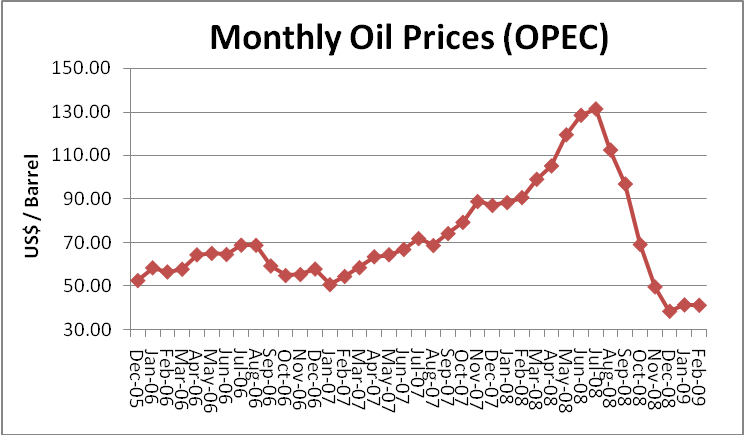 Monthly Oil Prices (OPEC)
150.00
130.00
110.00
90.00
70.00
50.00
30.00
US$ / Barrel
Dec-05
Jan-06
Feb-06
Mar-06
Apr-06
May-06
Jun-06
Jul-06
Aug-06
Sep-06
Oct-06
Nov-06
Dec-06
Jan-07
Feb-07
Mar-07
Apr-07
May-07
Jun-07
Jul-07
Aug-07
Sep-07
Oct-07
Nov-07
Dec-07
Jan-08
Feb-08
Mar-08
Apr-08
May-08
Jun-08
Jul-08
Aug-08
Sep-08
Oct-08
Nov-08
Dec-08
Jan-09
Feb-09